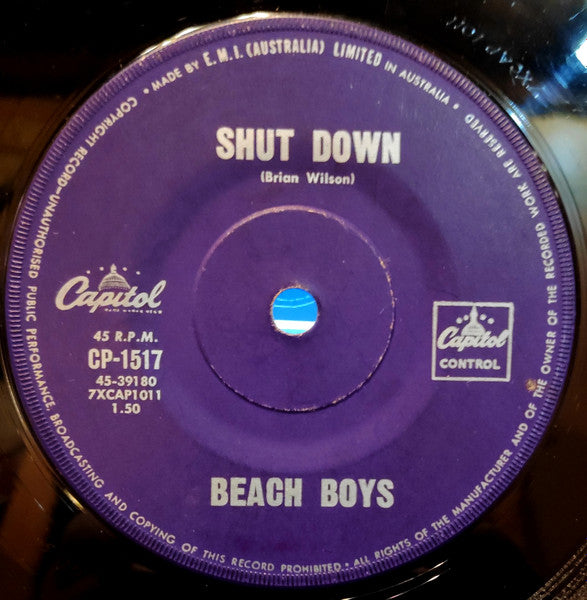 MADE BY E.M.I. (AUSTRALIA) LIMITED IN AUSTRALIA • ALL RIGHTS OF THE MANUFACTURER AND OF THE OWNER OF THE RECORDED WORK ARE RESERVED
COPYRIGHT RECORD—UNAUTHORISED PUBLIC PERFORMANCE, BROADCASTING AND COPYING OF THIS RECORD PROHIBITED •
SHUT DOWN
(Brian Wilson)
Capitol
45 R.P.M.
CP-1517
45-39180
7XCAP1011
1.50
Capitol
CONTROL
BEACH BOYS